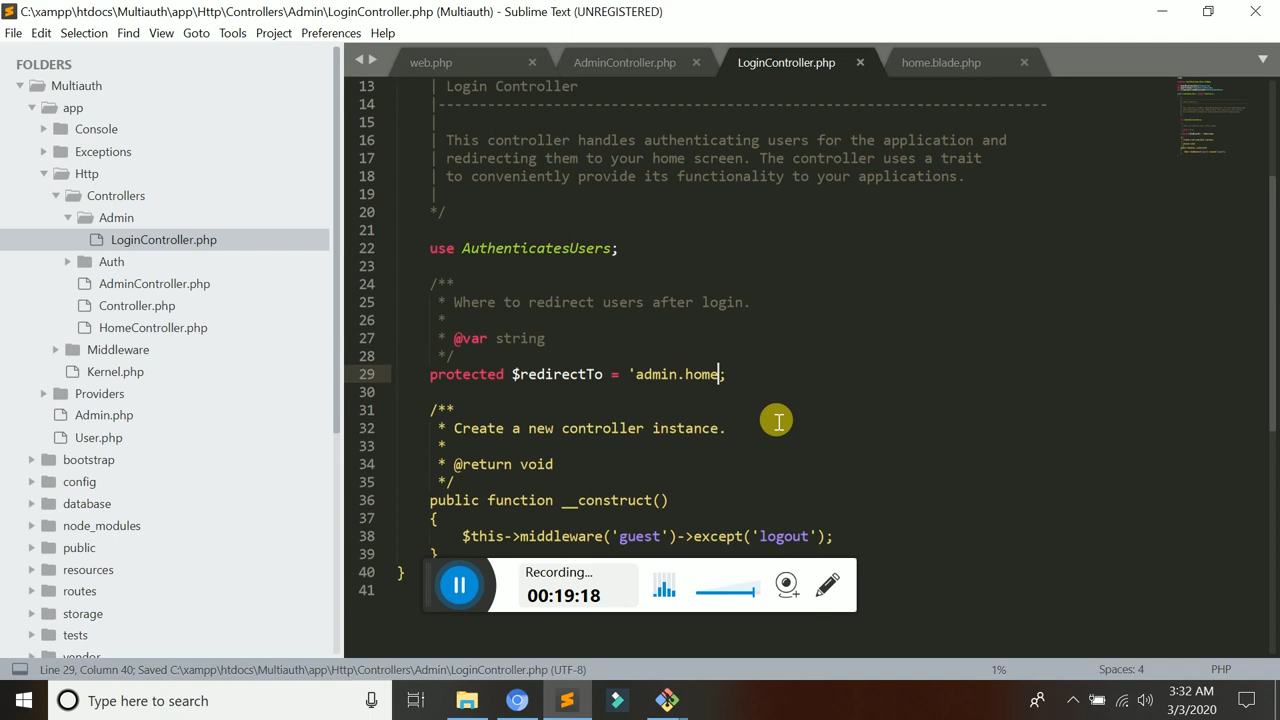 C:\xampp\htdocs\Multiauth\app\Http\Controllers\Admin\LoginController.php (Multiauth) - Sublime Text (UNREGISTERED)
File Edit Selection Find View Goto Tools Project Preferences Help
FOLDERS
Multiauth
app
Console
Exceptions
Http
Controllers
Admin
LoginController.php
Auth
AdminController.php
Controller.php
HomeController.php
Middleware
Kernel.php
Providers
Admin.php
User.php
bootstrap
config
database
node_modules
public
resources
routes
storage
tests
vendor
web.php AdminController.php LoginController.php home.blade.php
13 | Login Controller
14 |--------------------------------------------------------------------------
15 |
16 | This controller handles authenticating users for the application and
17 | redirecting them to your home screen. The controller uses a trait
18 | to conveniently provide its functionality to your applications.
19 |
20 */
21
22 use AuthenticatesUsers;
23
24 /**
25 * Where to redirect users after login.
26 *
27 * @var string
28 */
29 protected $redirectTo = 'admin.home;
30
31 /**
32 * Create a new controller instance.
33 *
34 * @return void
35 */
36 public function __construct()
37 {
38 $this->middleware('guest')->except('logout');
39 }
40 }
41
Recording...
00:19:18
Line 29, Column 40; Saved C:\xampp\htdocs\Multiauth\app\Http\Controllers\Admin\LoginController.php (UTF-8) 1% Spaces: 4 PHP
Type here to search
3:32 AM
3/3/2020